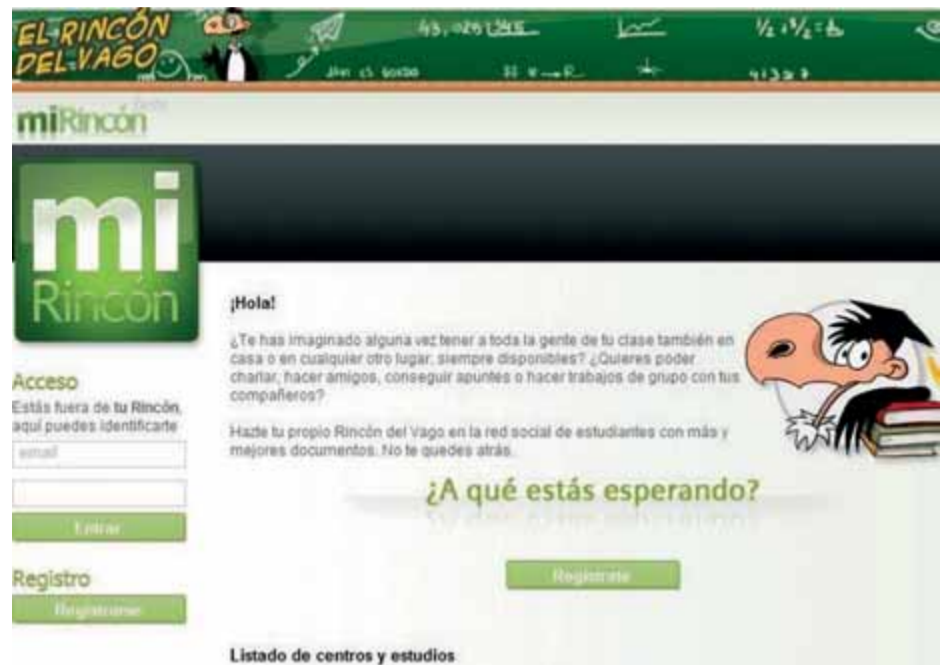 EL RINCÓN
DEL VAGO
miRincón
mi
Rincón
¡Hola!
¿Te has imaginado alguna vez tener a toda la gente de tu clase también en
casa o en cualquier otro lugar, siempre disponibles? ¿Quieres poder
charlar, hacer amigos, conseguir apuntes o hacer trabajos de grupo con tus
compañeros?
Hazte tu propio Rincón del Vago en la red social de estudiantes con más y
mejores documentos. No te quedes atrás.
¿A qué estás esperando?
Regístrate
Acceso
Estás fuera de tu Rincón,
aquí puedes identificarte
email
Entrar
Registro
Registrarse
Listado de centros y estudios